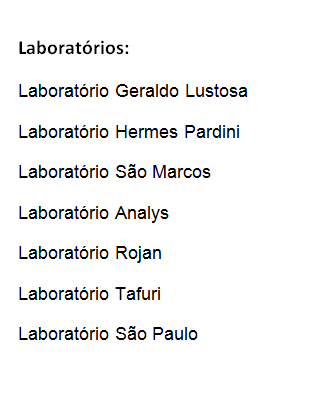 Laboratórios:
Laboratório Geraldo Lustosa
Laboratório Hermes Pardini
Laboratório São Marcos
Laboratório Analys
Laboratório Rojan
Laboratório Tafuri
Laboratório São Paulo